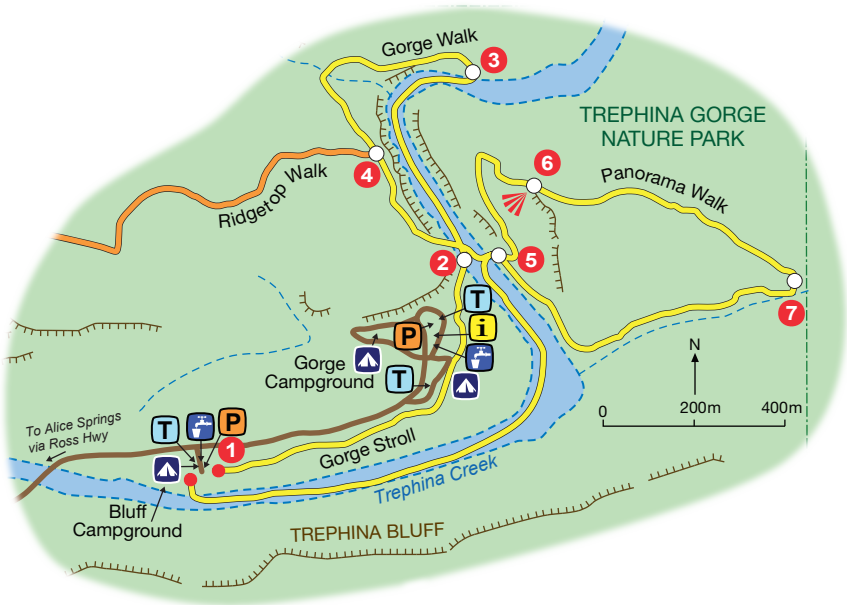 Gorge Walk
3
TREPHINA GORGE
NATURE PARK
6
4
Ridgetop Walk
Panorama Walk
2
5
7
T
i
P
Gorge
Campground
T
N
0
200m
400m
To Alice Springs
via Ross Hwy
T
P
1
Gorge Stroll
Trephina Creek
Bluff
Campground
TREPHINA BLUFF